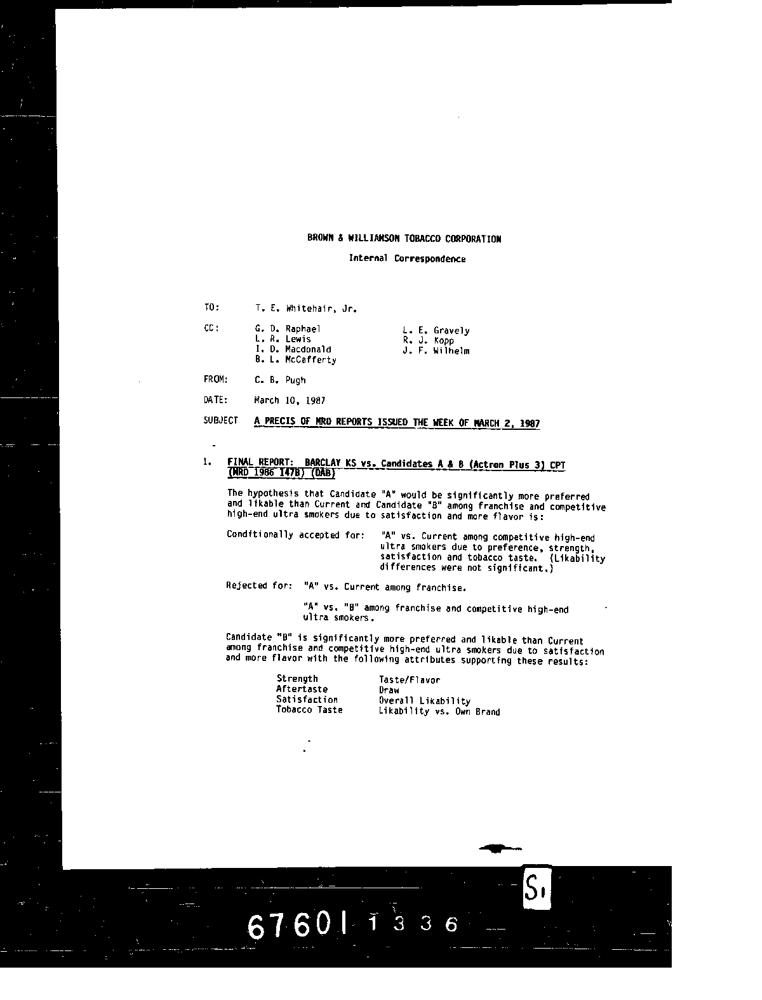 BROWN & WILLIAMSON TOBACCO CORPORATION
Internal Correspondence
TO: T. E. Whitehair, Jr.
CC: G. D. Raphael L. E. Gravely
L. R. Lewis R. J. Kopp
I. D. Macdonald J. F. Wilhelm
B. L. McCafferty
FROM: C. B. Pugh
DATE: March 10, 1987
SUBJECT A PRECIS OF MRD REPORTS ISSUED THE WEEK OF MARCH 2, 1987
1. FINAL REPORT: BARCLAY KS vs. Candidates A & B (Actron Plus 3) CPT
(MRD 1986 147B) (DAB)
The hypothesis that Candidate "A" would be significantly more preferred
and likable than Current and Candidate "B" among franchise and competitive
high-end ultra smokers due to satisfaction and more flavor is:
Conditionally accepted for: "A" vs. Current among competitive high-end
ultra smokers due to preference, strength,
satisfaction and tobacco taste. (Likability
differences were not significant.)
Rejected for: "A" vs. Current among franchise.
"A" vs. "B" among franchise and competitive high-end
ultra smokers.
Candidate "B" is significantly more preferred and likable than Current
among franchise and competitive high-end ultra smokers due to satisfaction
and more flavor with the following attributes supporting these results:
Strength Taste/Flavor
Aftertaste Draw
Satisfaction Overall Likability
Tobacco Taste Likability vs. Own Brand
S1
67601 1336